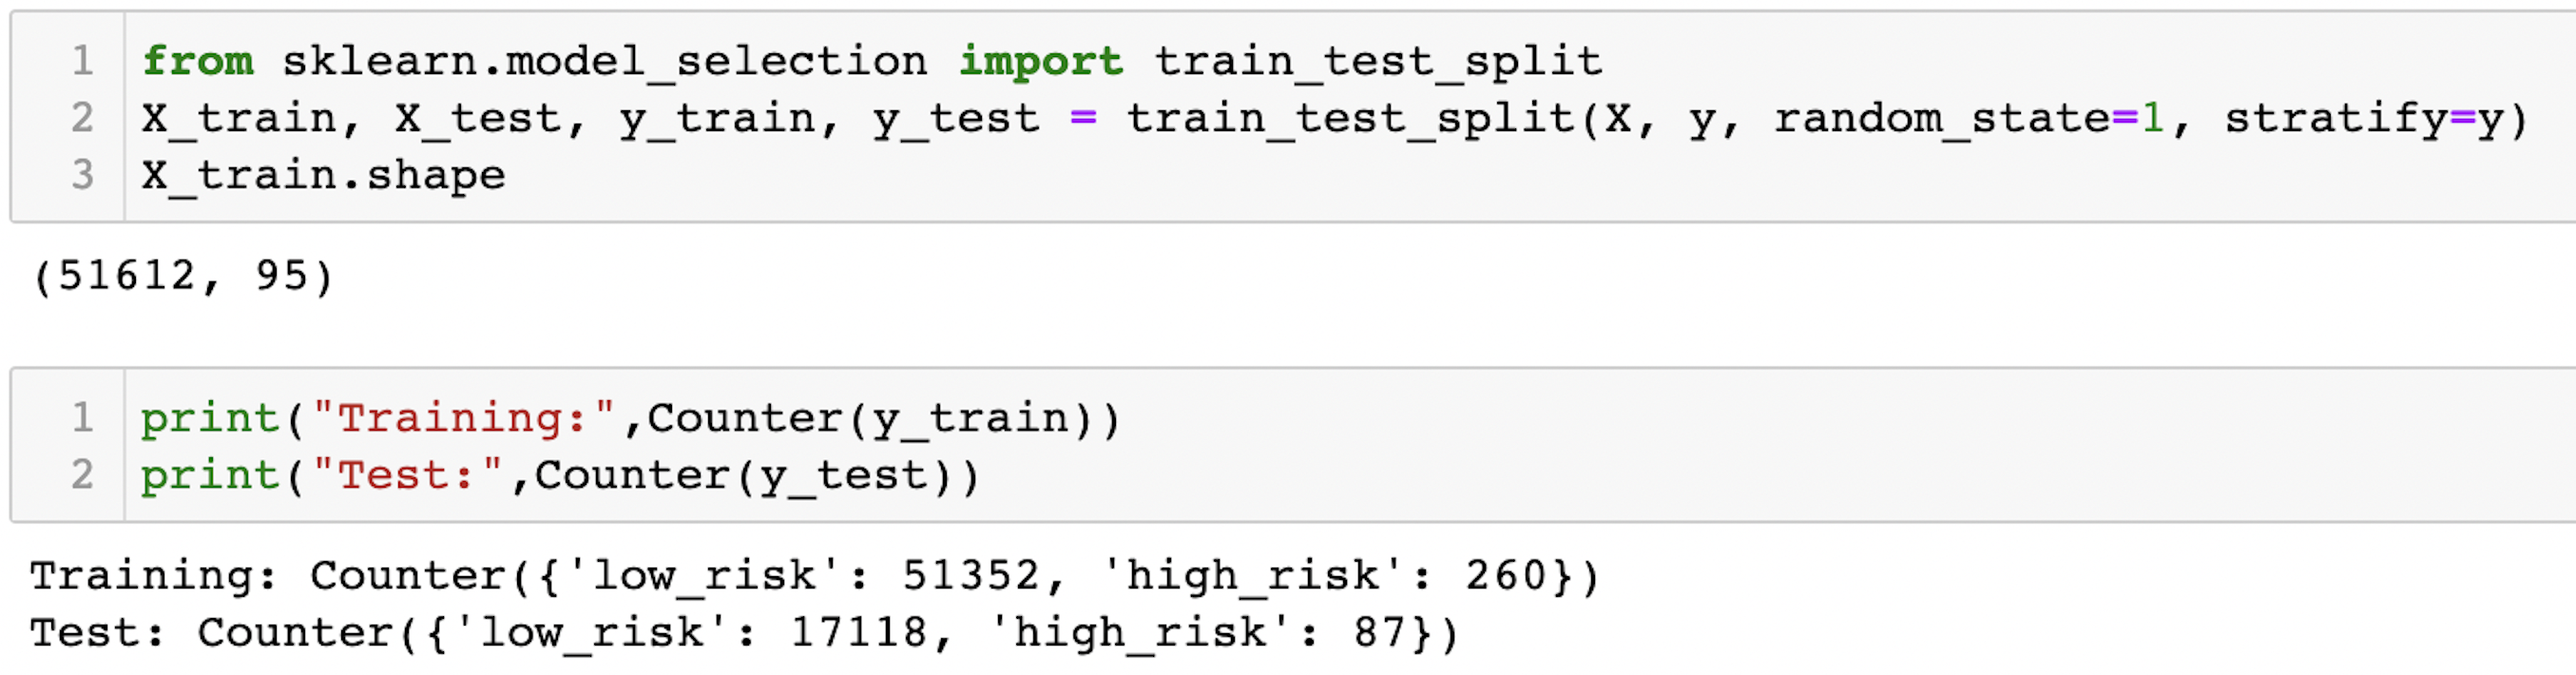 1 from sklearn.model_selection import train_test_split
2 X_train, X_test, y_train, y_test = train_test_split(X, y, random_state=1, stratify=y)
3 X_train.shape
(51612, 95)
1 print("Training:",Counter(y_train))
2 print("Test:",Counter(y_test))
Training: Counter({'low_risk': 51352, 'high_risk': 260})
Test: Counter({'low_risk': 17118, 'high_risk': 87})